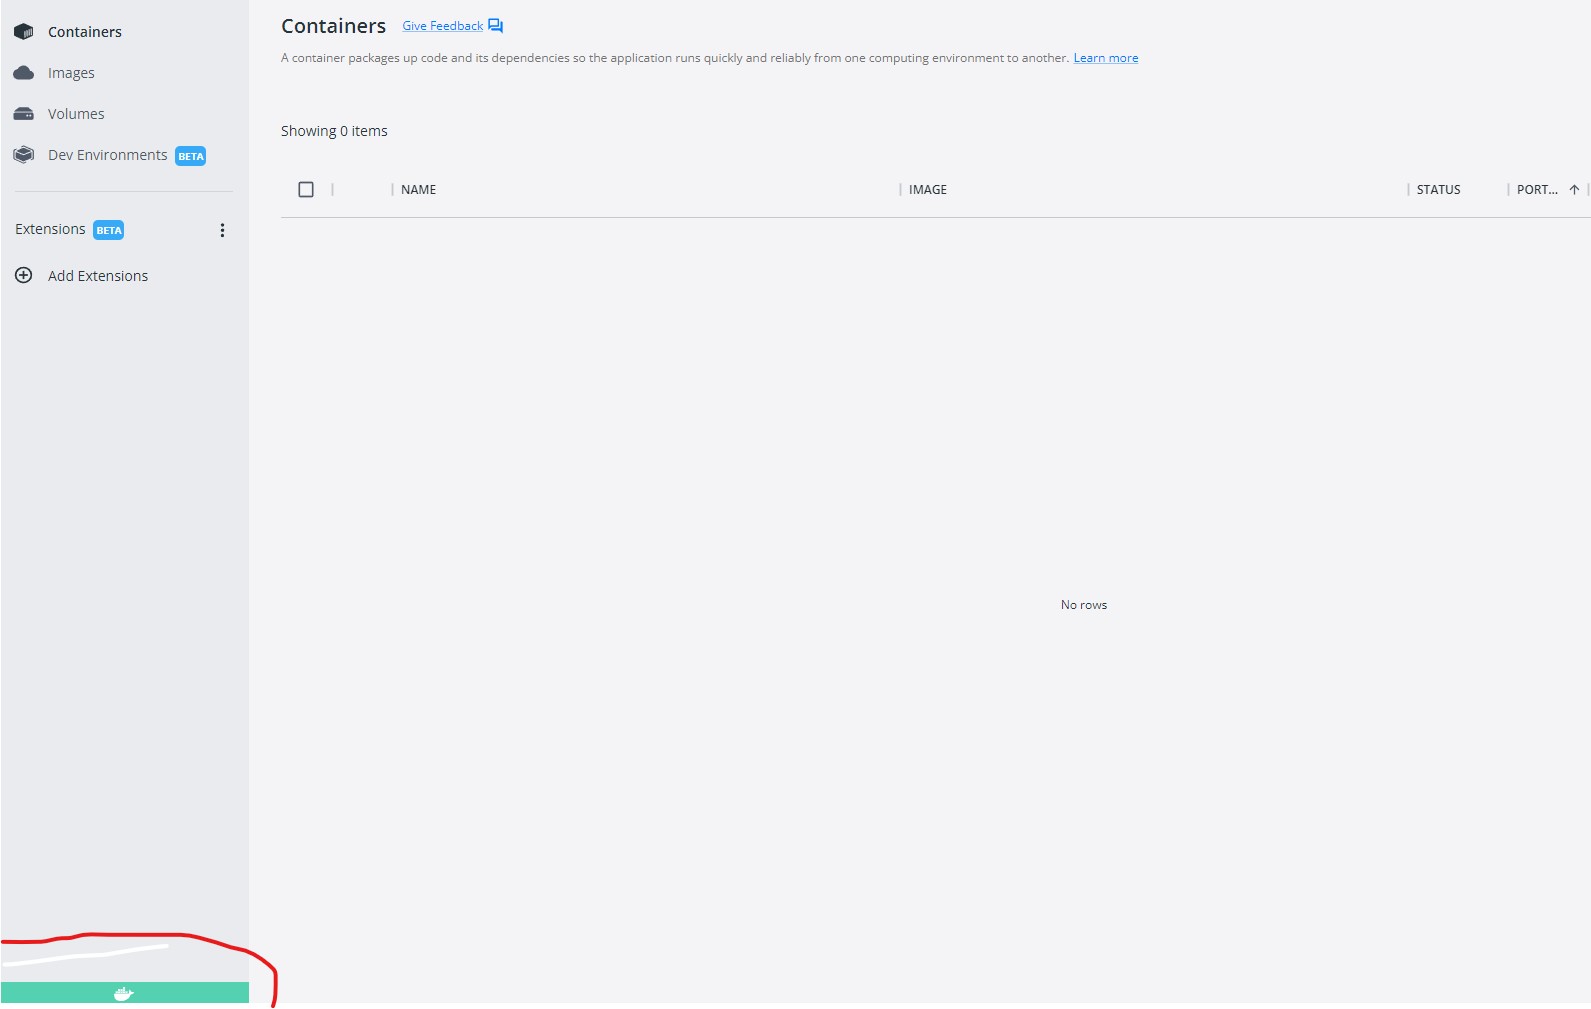 Containers
Images
Volumes
Dev Environments BETA
Extensions BETA
Add Extensions
Containers Give Feedback
A container packages up code and its dependencies so the application runs quickly and reliably from one computing environment to another. Learn more
Showing 0 items
NAME IMAGE STATUS PORT...
No rows